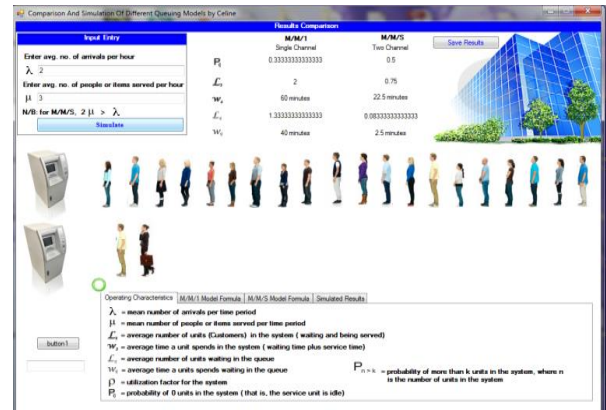 Comparison And Simulation Of Different Queuing Models by Celine
Results Comparison
Input Entry
Enter avg. no. of arrivals per hour
λ 2
Enter avg. no. of people or items served per hour
μ 3
N/B: for M/M/S, 2 μ > λ
Simulate
M/M/1 M/M/S
Single Channel Two Channel
P₀ 0.33333333333333 0.5
Lₛ 2 0.75
Wₛ 60 minutes 22.5 minutes
1.33333333333333 0.08333333333333
40 minutes 2.5 minutes
Save Results
Operating Characteristics M/M/1 Model Formula M/M/S Model Formula Simulated Results
λ = mean number of arrivals per time period
μ = mean number of people or items served per time period
Lₛ = average number of units (Customers) in the system ( waiting and being served)
Wₛ = average time a unit spends in the system ( waiting time plus service time)
= average number of units waiting in the queue
= average time a units spends waiting in the queue
ρ = utilization factor for the system
P₀ = probability of 0 units in the system ( that is, the service unit is idle)
Pn > k = probability of more than k units in the system, where n
is the number of units in the system
button1